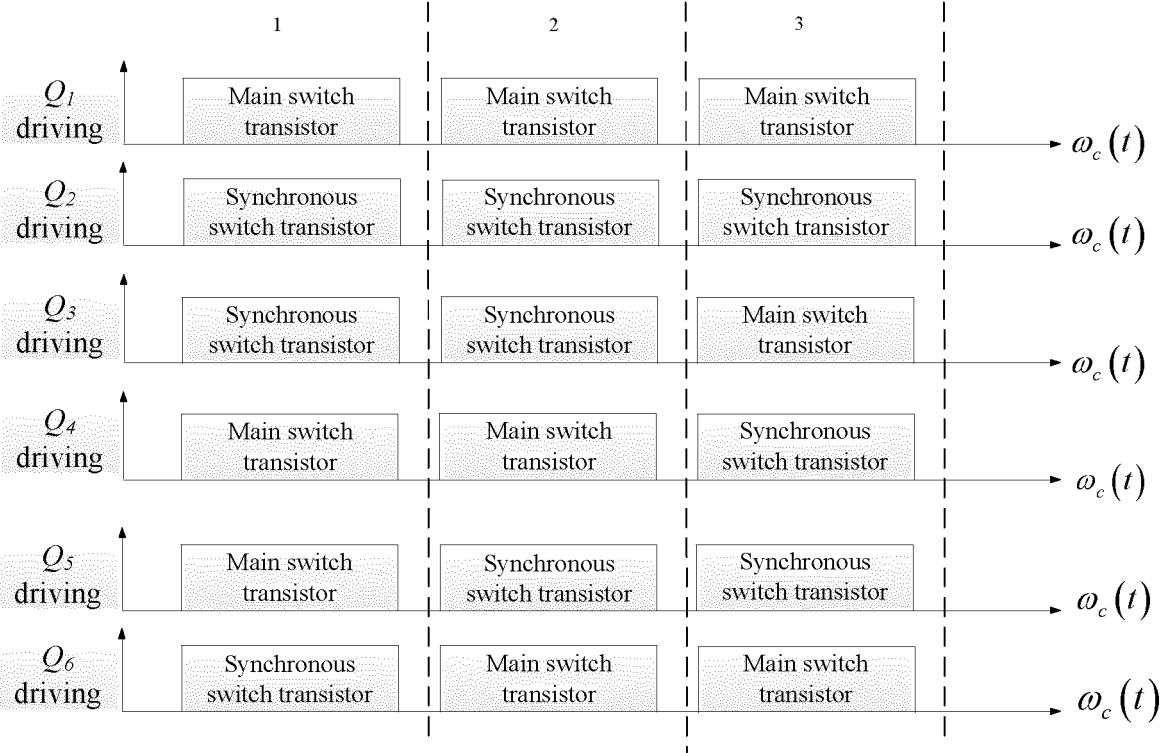 1 2 3
Q1 driving
Main switch transistor
Main switch transistor
Main switch transistor
ωc(t)
Q2 driving
Synchronous switch transistor
Synchronous switch transistor
Synchronous switch transistor
ωc(t)
Q3 driving
Synchronous switch transistor
Synchronous switch transistor
Main switch transistor
ωc(t)
Q4 driving
Main switch transistor
Main switch transistor
Synchronous switch transistor
ωc(t)
Q5 driving
Main switch transistor
Synchronous switch transistor
Synchronous switch transistor
ωc(t)
Q6 driving
Synchronous switch transistor
Main switch transistor
Main switch transistor
ωc(t)